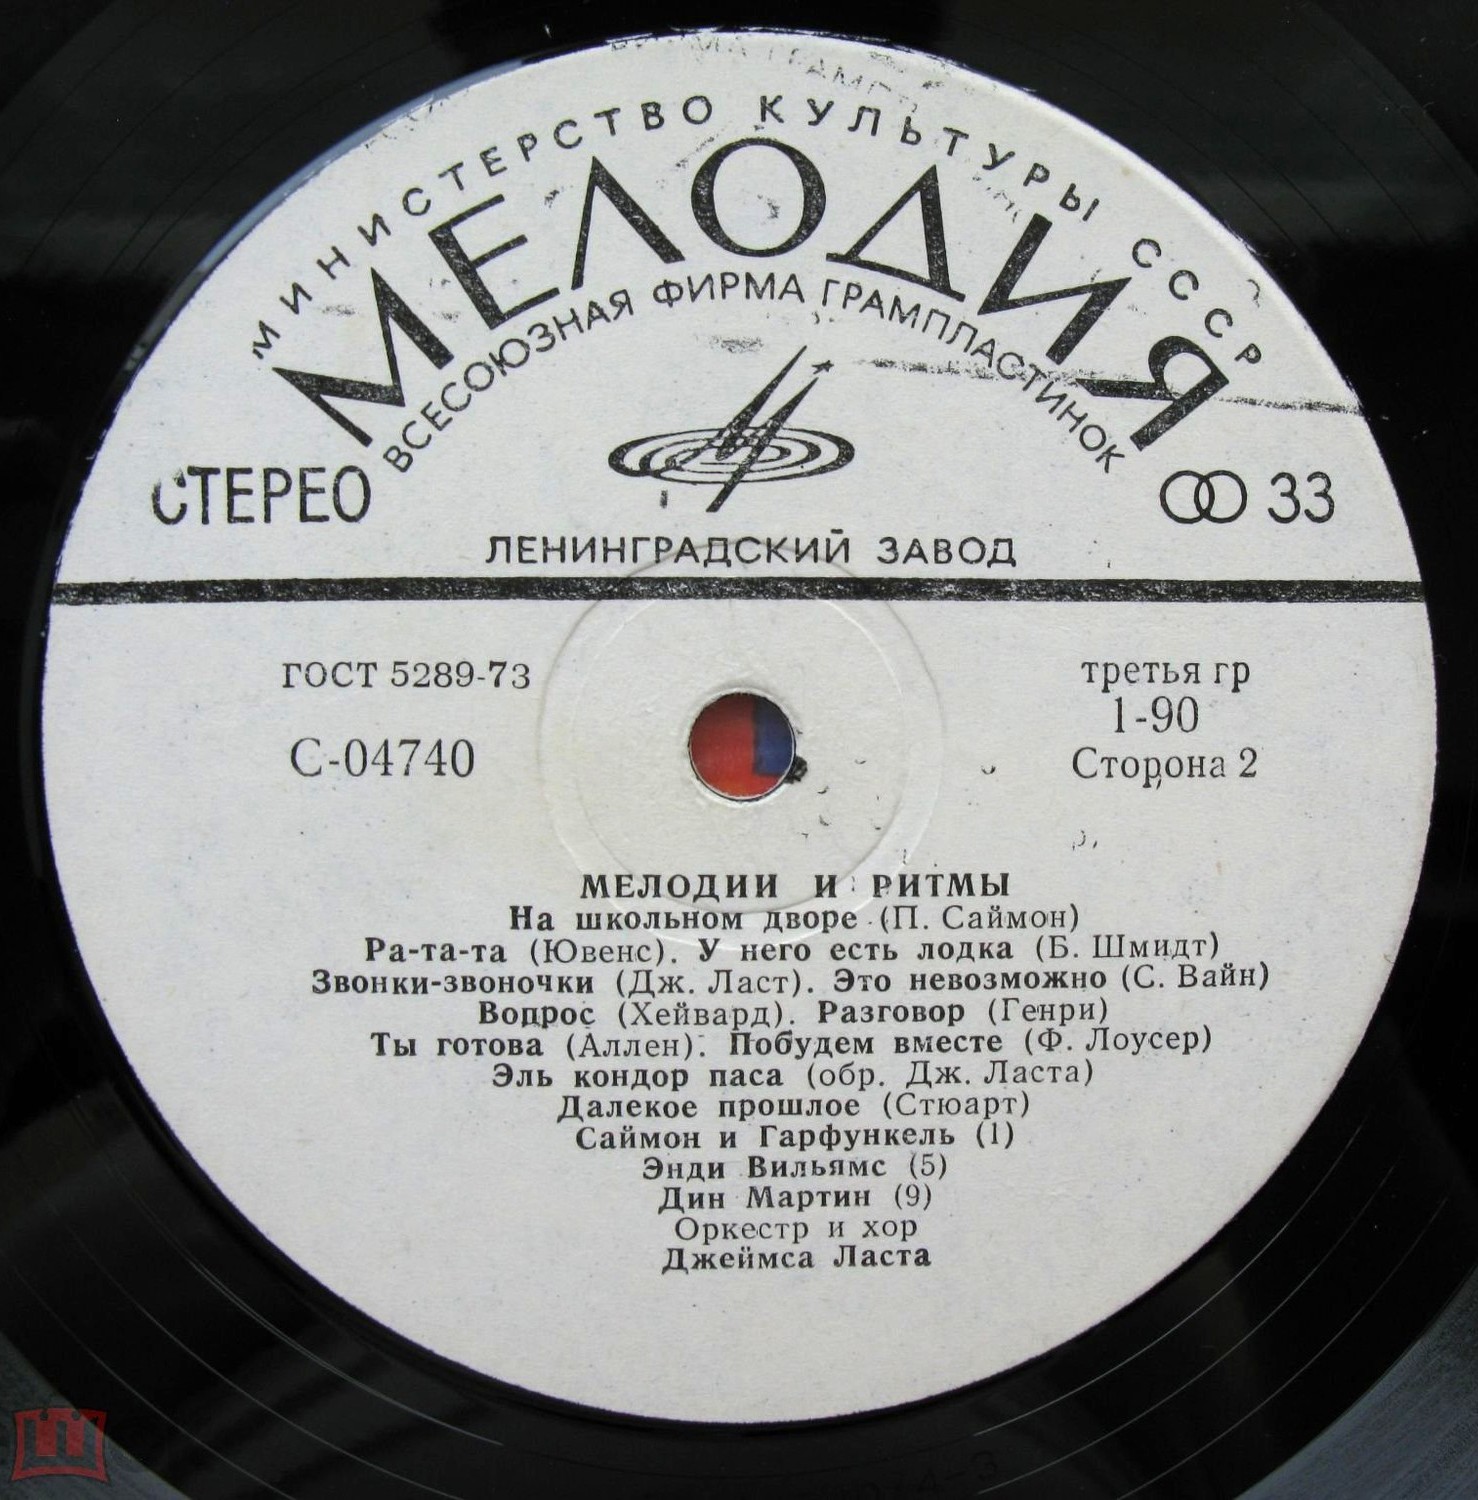 МИНИСТЕРСТВО КУЛЬТУРЫ СССР
МЕЛОДИЯ
ВСЕСОЮЗНАЯ ФИРМА ГРАМПЛАСТИНОК
СТЕРЕО
33
ЛЕНИНГРАДСКИЙ ЗАВОД
ГОСТ 5289-73
третья гр
1-90
С-04740
Сторона 2
МЕЛОДИИ И РИТМЫ
На школьном дворе (П. Саймон)
Ра-та-та (Ювенс). У него есть лодка (Б. Шмидт)
Звонки-звоночки (Дж. Ласт). Это невозможно (С. Вайн)
Вопрос (Хейвард). Разговор (Генри)
Ты готова (Аллен). Побудем вместе (Ф. Лоусер)
Эль кондор паса (обр. Дж. Ласта)
Далекое прошлое (Стюарт)
Саймон и Гарфункель (1)
Энди Вильямс (5)
Дин Мартин (9)
Оркестр и хор
Джеймса Ласта